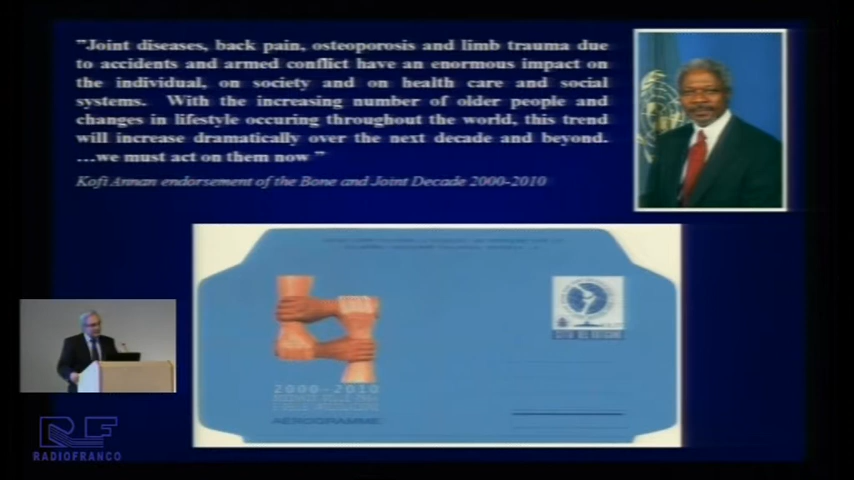 "Joint diseases, back pain, osteoporosis and limb trauma due
to accidents and armed conflict have an enormous impact on
the individual, on society and on health care and social
systems. With the increasing number of older people and
changes in lifestyle occuring throughout the world, this trend
will increase dramatically over the next decade and beyond.
...we must act on them now "
Kofi Annan endorsement of the Bone and Joint Decade 2000-2010
2000-2010
AEROGRAMME
RF
RADIOFRANCO